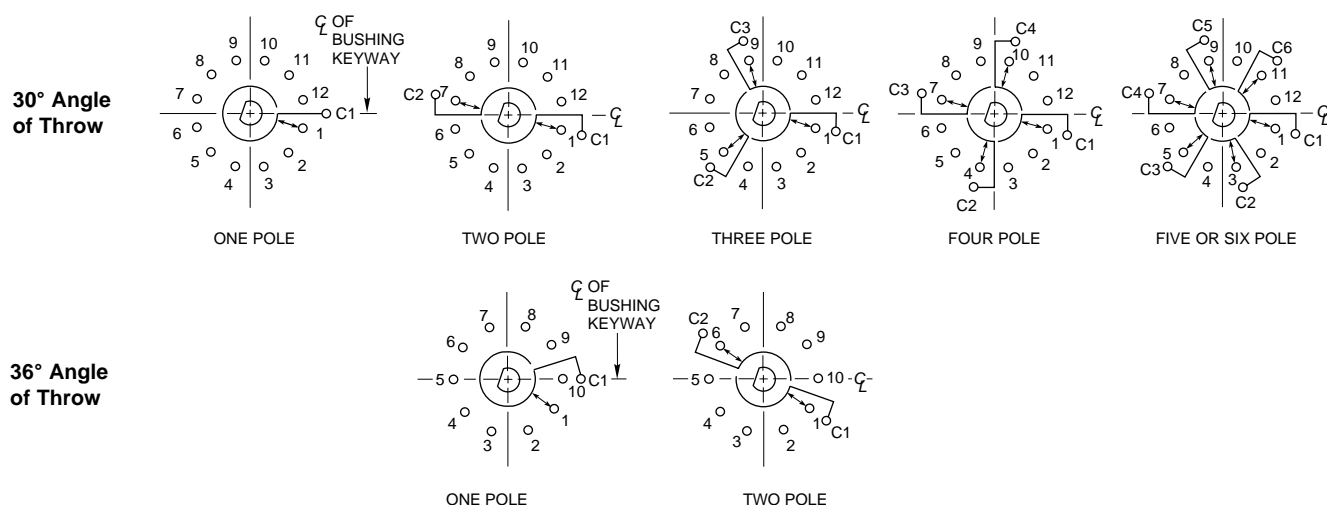 ℄ OF
BUSHING
KEYWAY
30° Angle
of Throw
9 10
8 11
7 12
C1
6 1
5 2
4 3
ONE POLE
9 10
8 11
C2 7 12
℄
6 1 C1
5 2
4 3
TWO POLE
C3
9 10
8 11
7 12
℄
6 1 C1
5 2
C2 4 3
THREE POLE
C4
9 10
8 11
C3 7 12
℄
6 1 C1
5 2
4 3
C2
FOUR POLE
C5
9 10 C6
8 11
C4 7 12
℄
6 1 C1
5 2
C3 4 3
C2
FIVE OR SIX POLE
36° Angle
of Throw
℄ OF
BUSHING
KEYWAY
7 8
6 9
5 10 C1
4 1
3 2
ONE POLE
C2 7 8
6 9
5 10 ℄
4 1 C1
3 2
TWO POLE